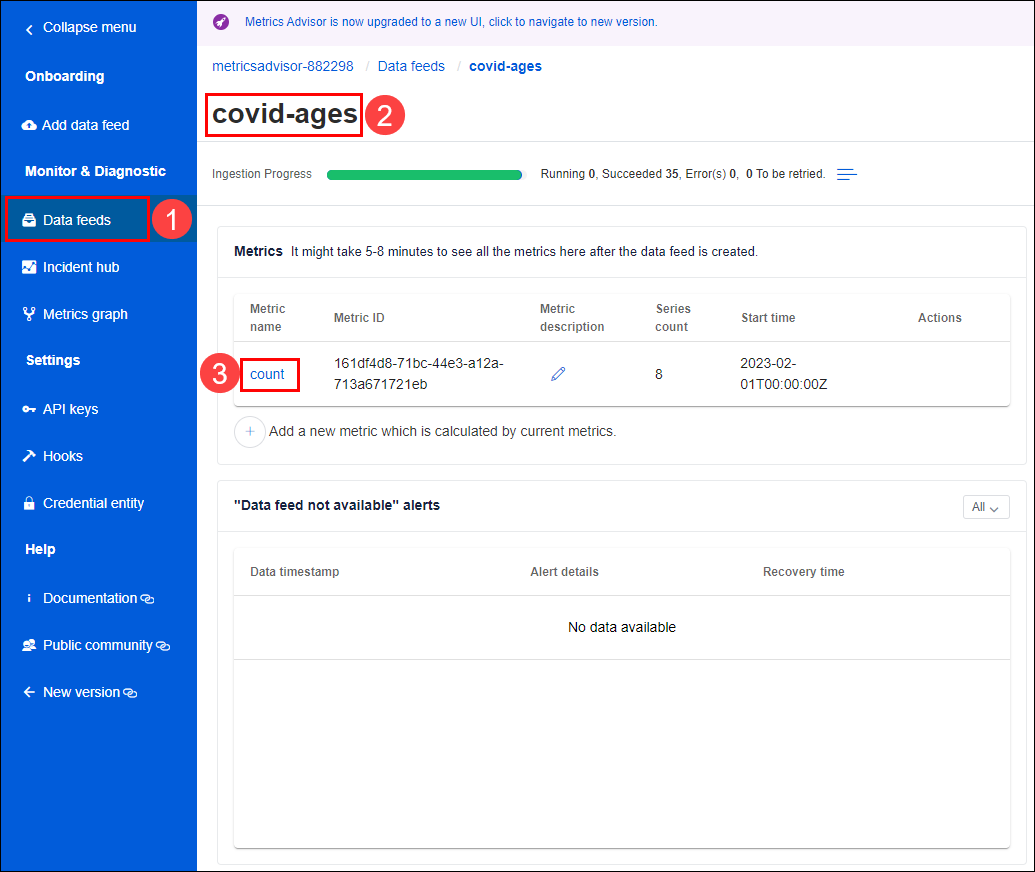 Collapse menu
Onboarding
Add data feed
Monitor & Diagnostic
Data feeds
1
Incident hub
Metrics graph
Settings
API keys
Hooks
Credential entity
Help
Documentation
Public community
New version
Metrics Advisor is now upgraded to a new UI, click to navigate to new version.
metricsadvisor-882298 / Data feeds / covid-ages
covid-ages
2
Ingestion Progress Running 0, Succeeded 35, Error(s) 0, 0 To be retried.
Metrics It might take 5-8 minutes to see all the metrics here after the data feed is created.
Metric name Metric ID Metric description Series count Start time Actions
3
count 161df4d8-71bc-44e3-a12a-713a671721eb 8 2023-02-01T00:00:00Z
Add a new metric which is calculated by current metrics.
"Data feed not available" alerts All
Data timestamp Alert details Recovery time
No data available